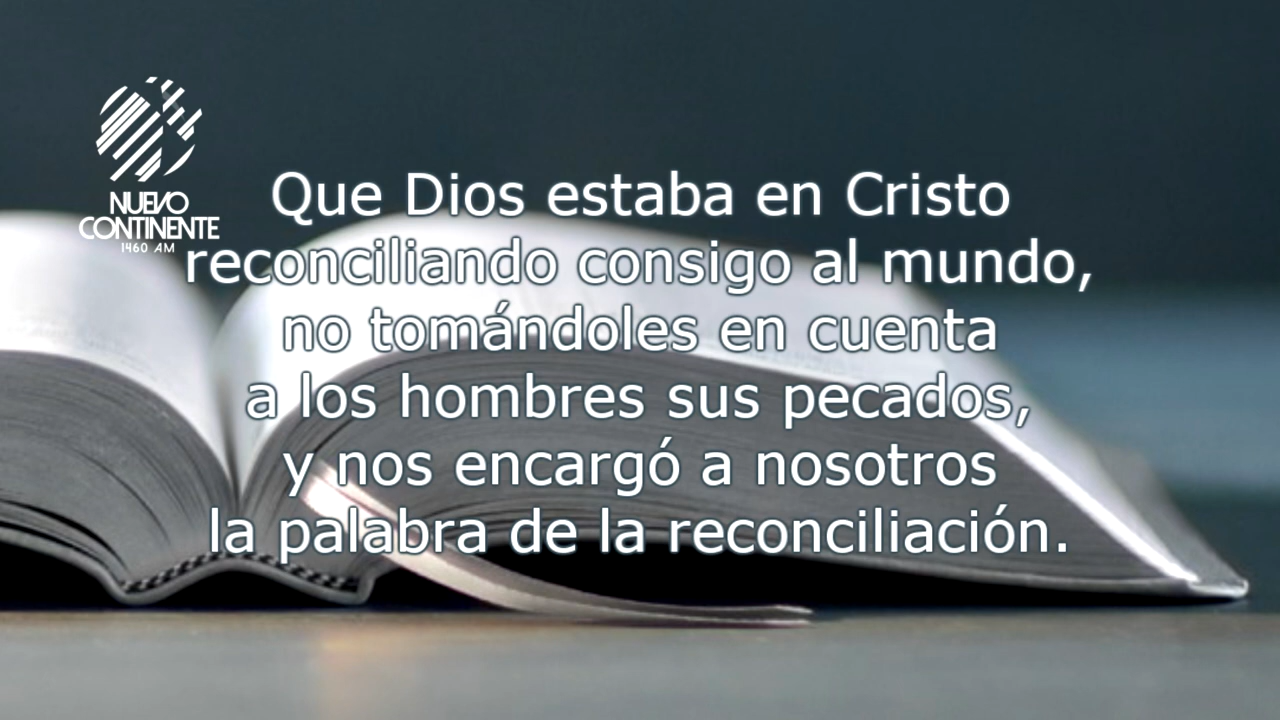 NUEVO
CONTINENTE
1460 AM
Que Dios estaba en Cristo
reconciliando consigo al mundo,
no tomándoles en cuenta
a los hombres sus pecados,
y nos encargó a nosotros
la palabra de la reconciliación.